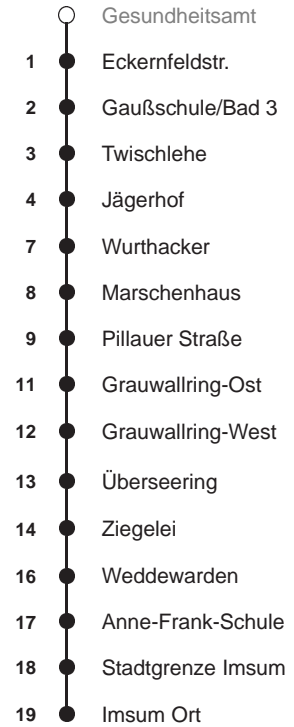 Gesundheitsamt
1 Eckernfeldstr.
2 Gaußschule/Bad 3
3 Twischlehe
4 Jägerhof
7 Wurthacker
8 Marschenhaus
9 Pillauer Straße
11 Grauwallring-Ost
12 Grauwallring-West
13 Überseering
14 Ziegelei
16 Weddewarden
17 Anne-Frank-Schule
18 Stadtgrenze Imsum
19 Imsum Ort